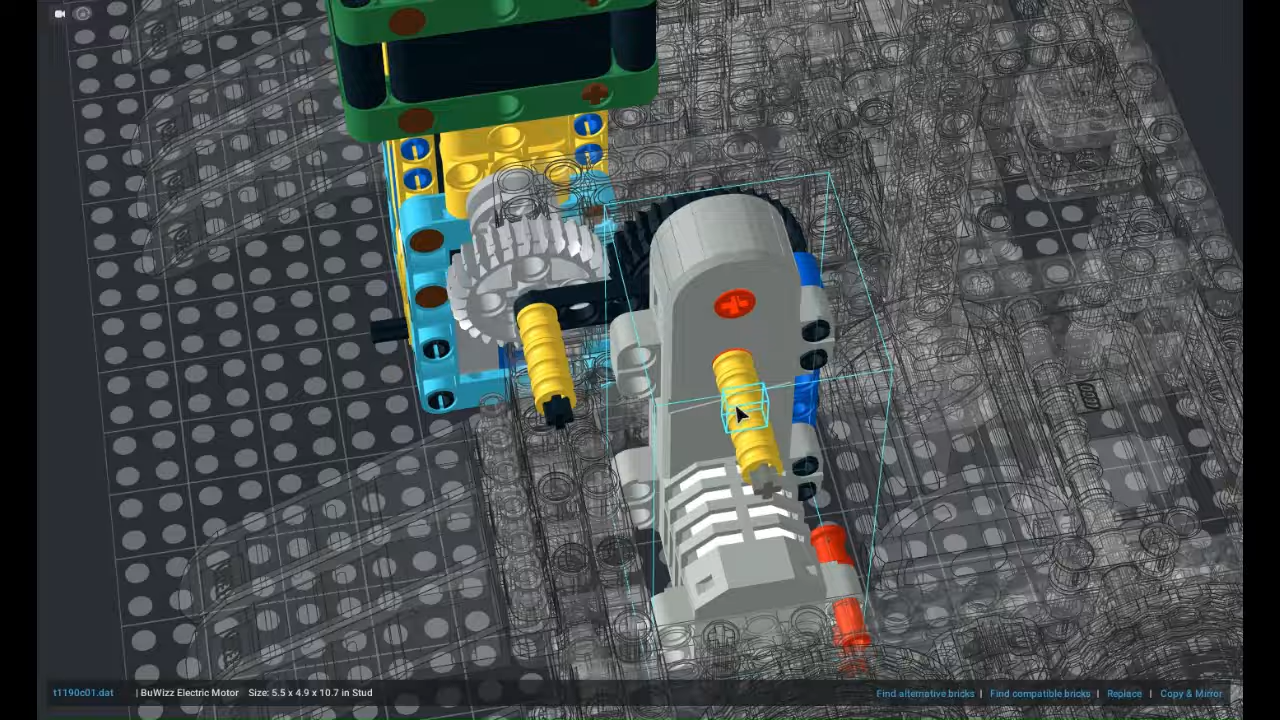 t1190c01.dat | BuWizz Electric Motor Size: 5.5 x 4.9 x 10.7 in Stud Find alternative bricks | Find compatible bricks | Replace | Copy & Mirror